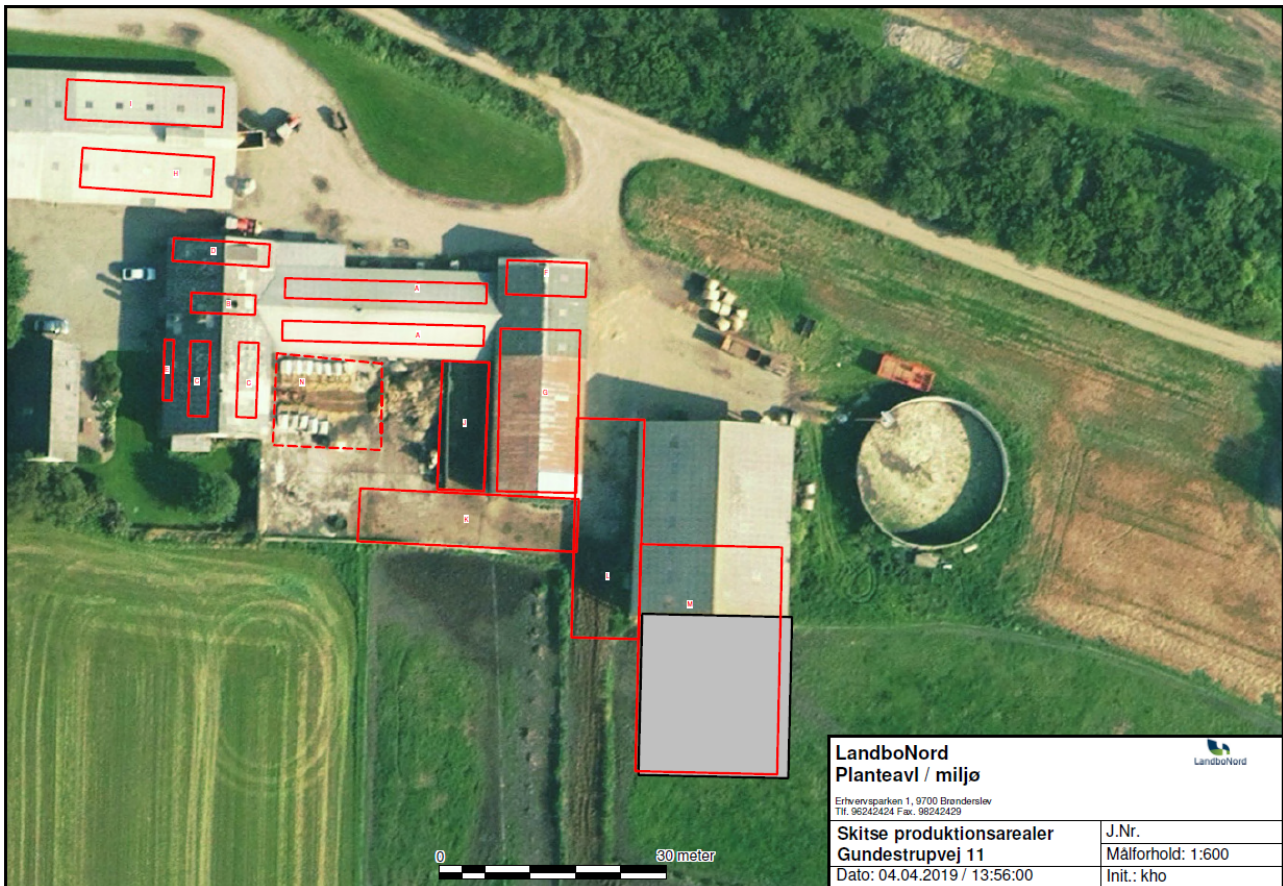 I
H
D
B
A
A
F
E
C
C
N
J
G
K
L
M
0
30 meter
LandboNord
Planteavl / miljø
LandboNord
Erhvervsparken 1, 9700 Brønderslev
Tlf. 96242424 Fax. 98242429
Skitse produktionsarealer
Gundestrupvej 11
Dato: 04.04.2019 / 13:56:00
J.Nr.
Målforhold: 1:600
Init.: kho